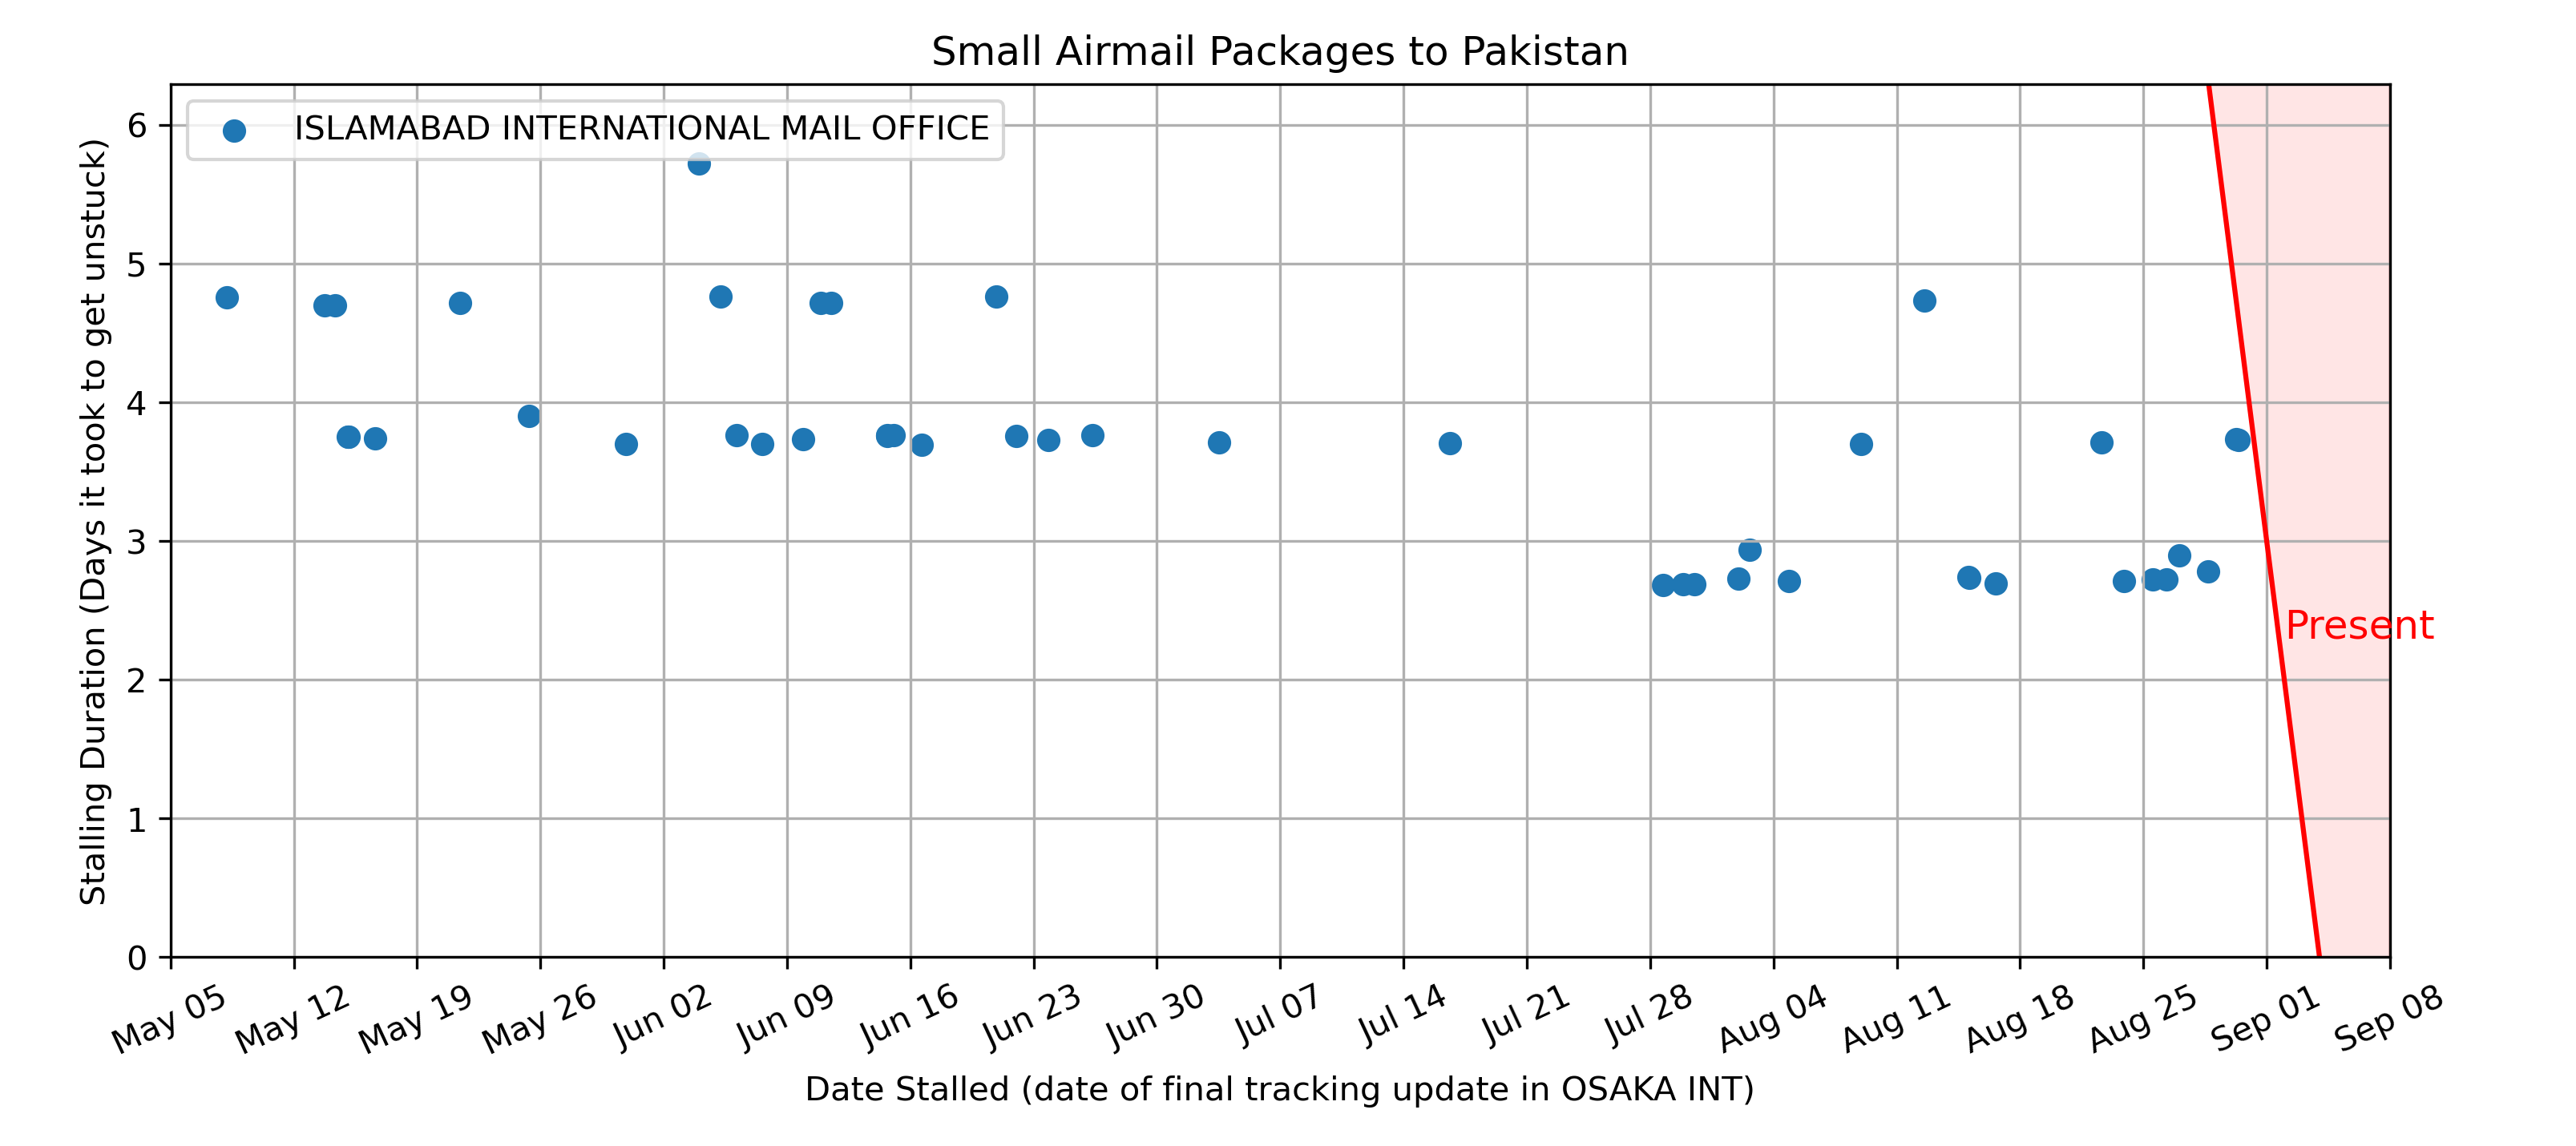 Small Airmail Packages to Pakistan
ISLAMABAD INTERNATIONAL MAIL OFFICE
Stalling Duration (Days it took to get unstuck)
6
5
4
3
2
1
0
Present
May 05
May 12
May 19
May 26
Jun 02
Jun 09
Jun 16
Jun 23
Jun 30
Jul 07
Jul 14
Jul 21
Jul 28
Aug 04
Aug 11
Aug 18
Aug 25
Sep 01
Sep 08
Date Stalled (date of final tracking update in OSAKA INT)